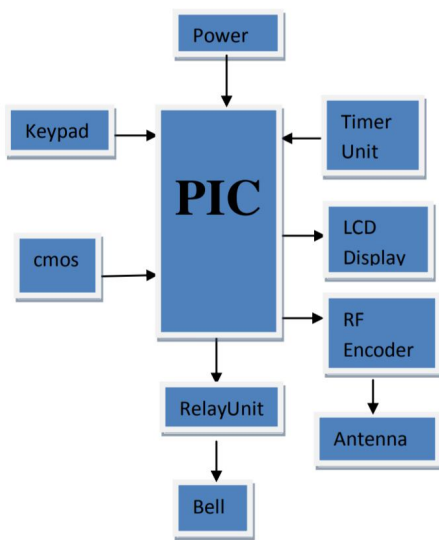 Power
Keypad
Timer
Unit
PIC
LCD
Display
cmos
RF
Encoder
RelayUnit
Antenna
Bell